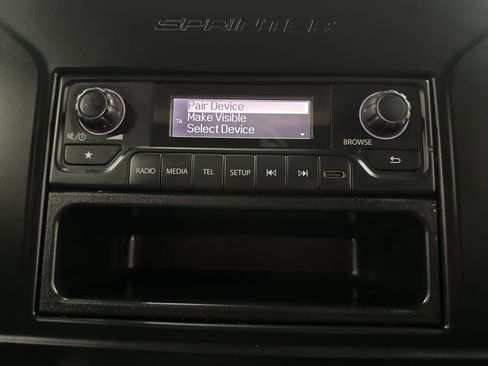 SPRINTER
Pair Device
TA
Make Visible
Select Device
BROWSE
RADIO
MEDIA
TEL
SETUP